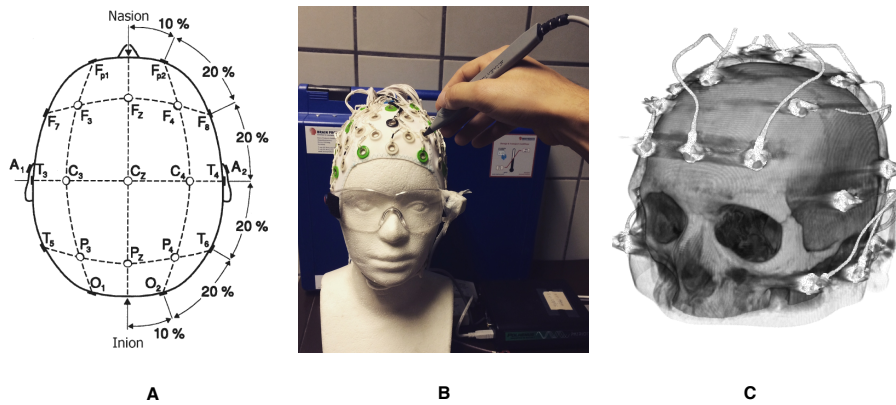 Nasion
10 %
20 %
20 %
20 %
20 %
10 %
Fp1
Fp2
F7
F3
FZ
F4
F8
A1
T3
C3
CZ
C4
T4
A2
T5
P3
PZ
P4
T6
O1
O2
Inion
A
B
C